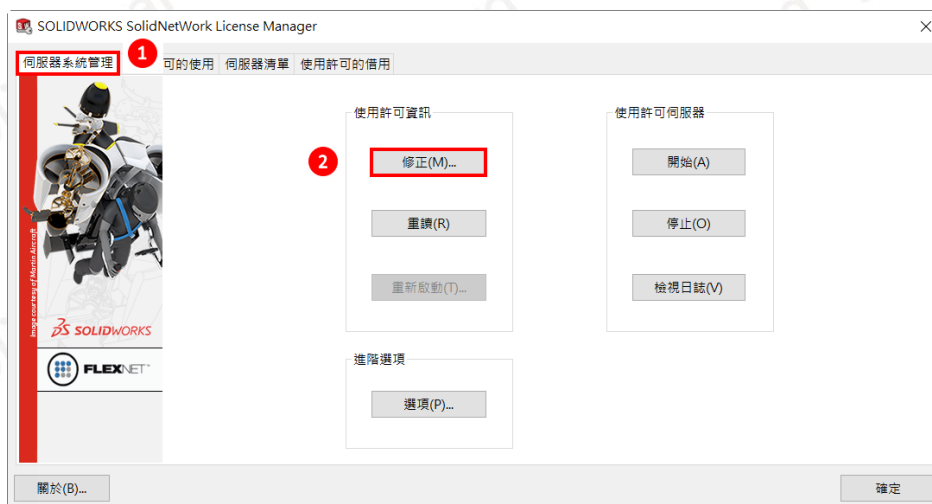 SOLIDWORKS SolidNetWork License Manager
伺服器系統管理 1 可的使用 伺服器清單 使用許可的借用
使用許可資訊
2 修正(M)...
重讀(R)
重新啟動(T)...
使用許可伺服器
開始(A)
停止(O)
檢視日誌(V)
進階選項
選項(P)...
Image courtesy of Martin Aircraft
SOLIDWORKS
FLEXNET
關於(B)...
確定